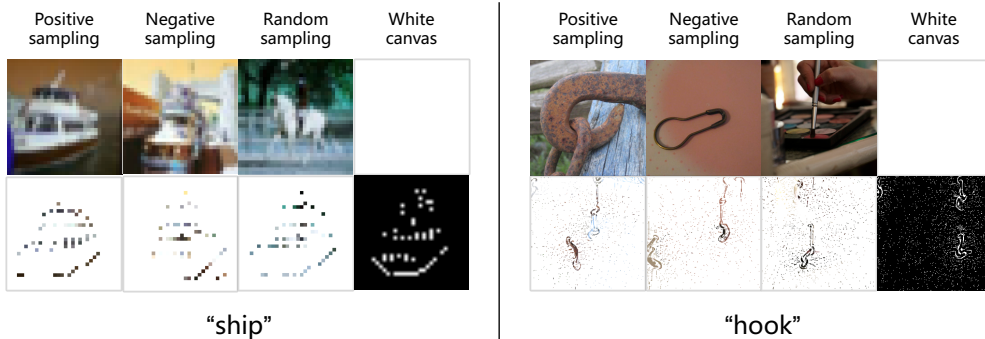 Positive
sampling
Negative
sampling
Random
sampling
White
canvas
“ship”
Positive
sampling
Negative
sampling
Random
sampling
White
canvas
“hook”